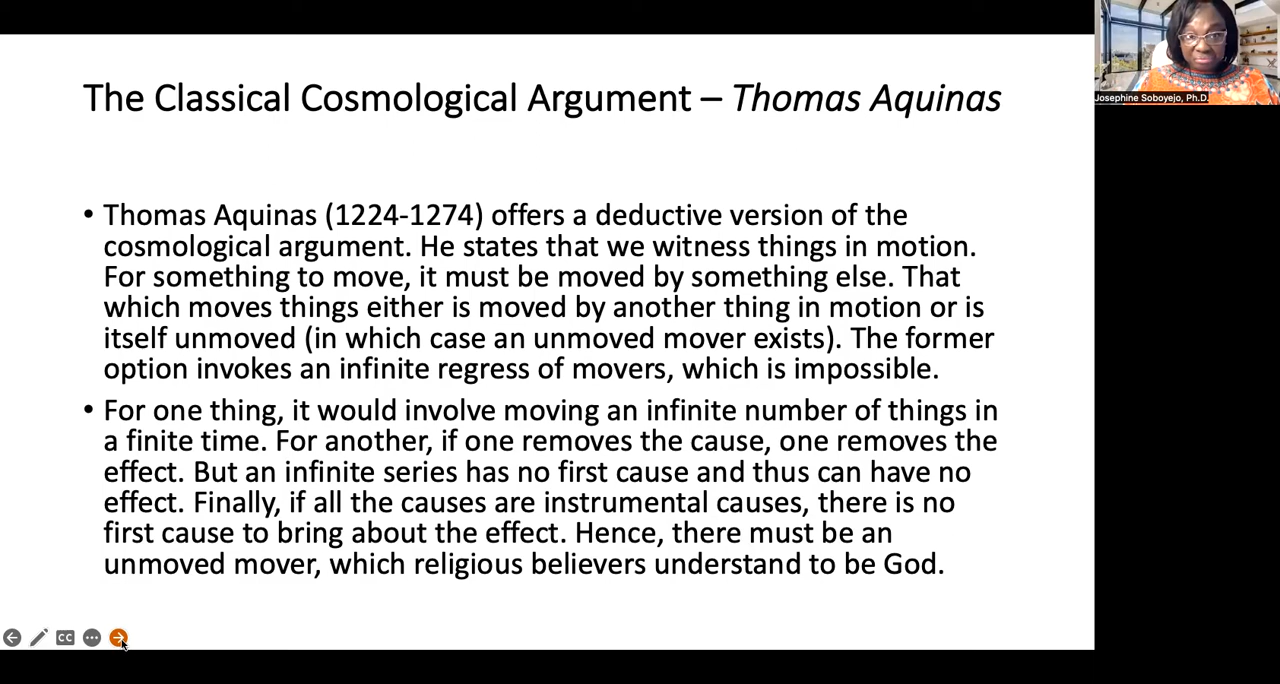 The Classical Cosmological Argument – Thomas Aquinas
Josephine Soboyejo, Ph.D.
• Thomas Aquinas (1224-1274) offers a deductive version of the
cosmological argument. He states that we witness things in motion.
For something to move, it must be moved by something else. That
which moves things either is moved by another thing in motion or is
itself unmoved (in which case an unmoved mover exists). The former
option invokes an infinite regress of movers, which is impossible.
• For one thing, it would involve moving an infinite number of things in
a finite time. For another, if one removes the cause, one removes the
effect. But an infinite series has no first cause and thus can have no
effect. Finally, if all the causes are instrumental causes, there is no
first cause to bring about the effect. Hence, there must be an
unmoved mover, which religious believers understand to be God.
CC